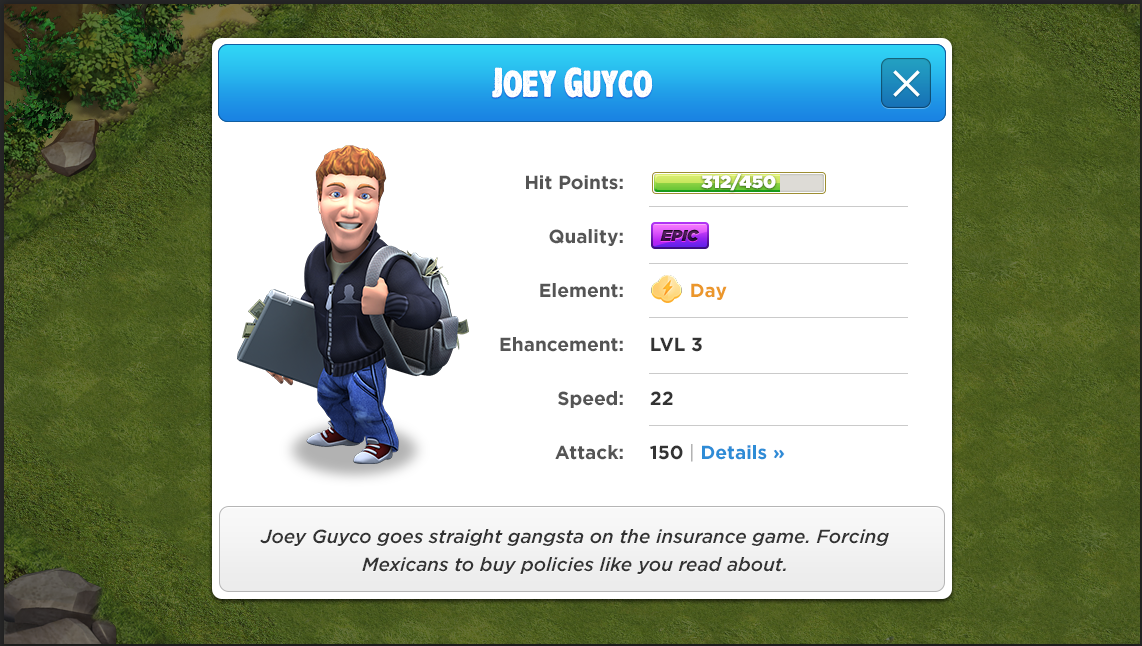 JOEY GUYCO
Hit Points: 312/450
Quality: EPIC
Element: Day
Ehancement: LVL 3
Speed: 22
Attack: 150 | Details »
Joey Guyco goes straight gangsta on the insurance game. Forcing
Mexicans to buy policies like you read about.